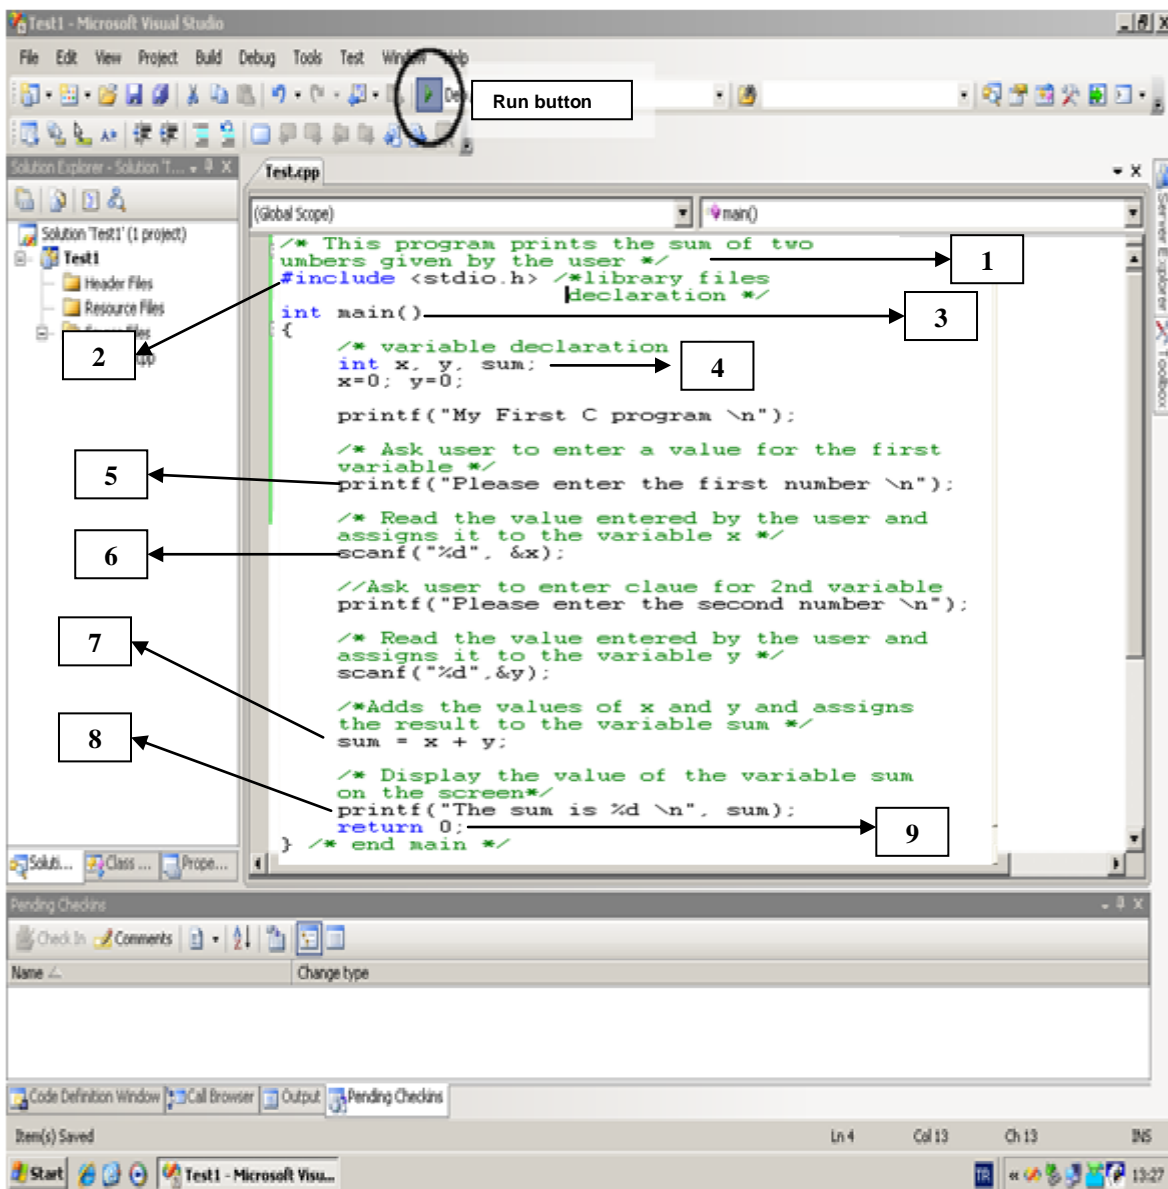 Test1 - Microsoft Visual Studio
File Edit View Project Build Debug Tools Test Window Help
Run button
Solution Explorer - Solution 'T...
Test.cpp
(Global Scope) main()
Solution 'Test1' (1 project)
Test1
Header Files
Resource Files
/* This program prints the sum of two
umbers given by the user */
1
#include <stdio.h> /*library files
declaration */
int main()
3
{
2
/* variable declaration
int x, y, sum;
4
x=0; y=0;
printf("My First C program \n");
/* Ask user to enter a value for the first
variable */
5
printf("Please enter the first number \n");
/* Read the value entered by the user and
assigns it to the variable x */
6
scanf("%d", &x);
//Ask user to enter claue for 2nd variable
printf("Please enter the second number \n");
7
/* Read the value entered by the user and
assigns it to the variable y */
scanf("%d",&y);
/*Adds the values of x and y and assigns
the result to the variable sum */
8
sum = x + y;
/* Display the value of the variable sum
on the screen*/
printf("The sum is %d \n", sum);
return 0;
9
} /* end main */
Server Explorer
Toolbox
Soluti... Class ... Prope...
Pending Checkins
Check In Comments
Name Change type
Code Definition Window Call Browser Output Pending Checkins
Item(s) Saved Ln 4 Col 13 Ch 13 INS
Start Test1 - Microsoft Visu... TR 13:27